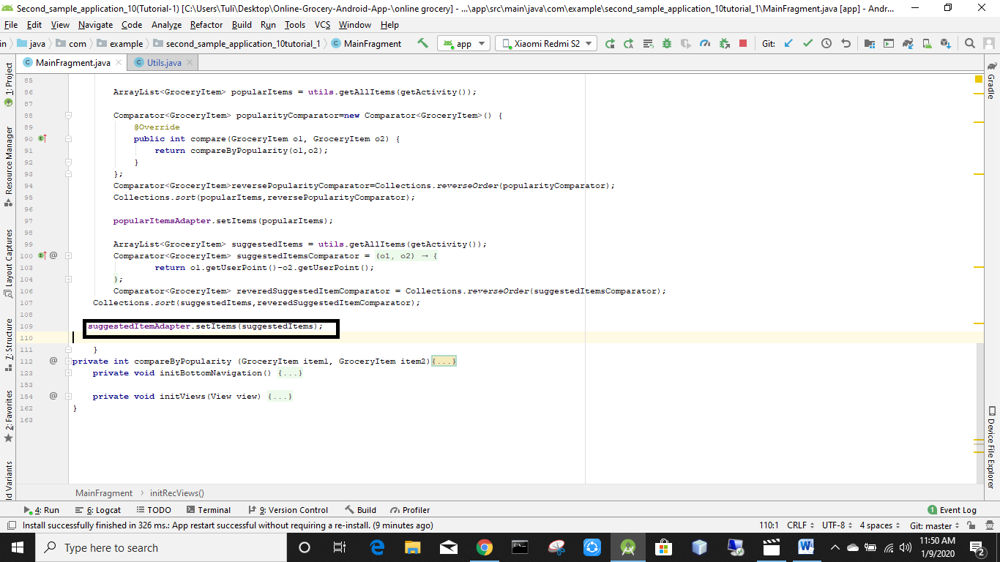 Second_sample_application_10(Tutorial-1) [C:\Users\Tuli\Desktop\Online-Grocery-Android-App-\online grocery] - ...\app\src\main\java\com\example\second_sample_application_10tutorial_1\MainFragment.java [app] - Andr...
File Edit View Navigate Code Analyze Refactor Build Run Tools VCS Window Help
in java com example second_sample_application_10tutorial_1 MainFragment app Xiaomi Redmi S2 Git:
MainFragment.java Utils.java
1: Project
Resource Manager
Layout Captures
7: Structure
2: Favorites
ld Variants
Gradle
Device File Explorer
85
86 ArrayList<GroceryItem> popularItems = utils.getAllItems(getActivity());
87
88 Comparator<GroceryItem> popularityComparator=new Comparator<GroceryItem>() {
89 @Override
90 public int compare(GroceryItem o1, GroceryItem o2) {
91 return compareByPopularity(o1,o2);
92 }
93 };
94 Comparator<GroceryItem>reversePopularityComparator=Collections.reverseOrder(popularityComparator);
95 Collections.sort(popularItems,reversePopularityComparator);
96
97 popularItemsAdapter.setItems(popularItems);
98
99 ArrayList<GroceryItem> suggestedItems = utils.getAllItems(getActivity());
100 @ Comparator<GroceryItem> suggestedItemsComparator = (o1, o2) → {
103 return o1.getUserPoint()-o2.getUserPoint();
104 };
106 Comparator<GroceryItem> reveredSuggestedItemComparator = Collections.reverseOrder(suggestedItemsComparator);
107 Collections.sort(suggestedItems,reveredSuggestedItemComparator);
108
109 suggestedItemAdapter.setItems(suggestedItems);
110
111 }
112 @ private int compareByPopularity (GroceryItem item1, GroceryItem item2){...}
123 private void initBottomNavigation() {...}
153
154 @ private void initViews(View view) {...}
162 }
163
MainFragment initRecViews()
4: Run 6: Logcat TODO Terminal 9: Version Control Build Profiler 1 Event Log
Install successfully finished in 326 ms.: App restart successful without requiring a re-install. (9 minutes ago) 110:1 CRLF UTF-8 4 spaces Git: master
Type here to search
11:50 AM
1/9/2020
2